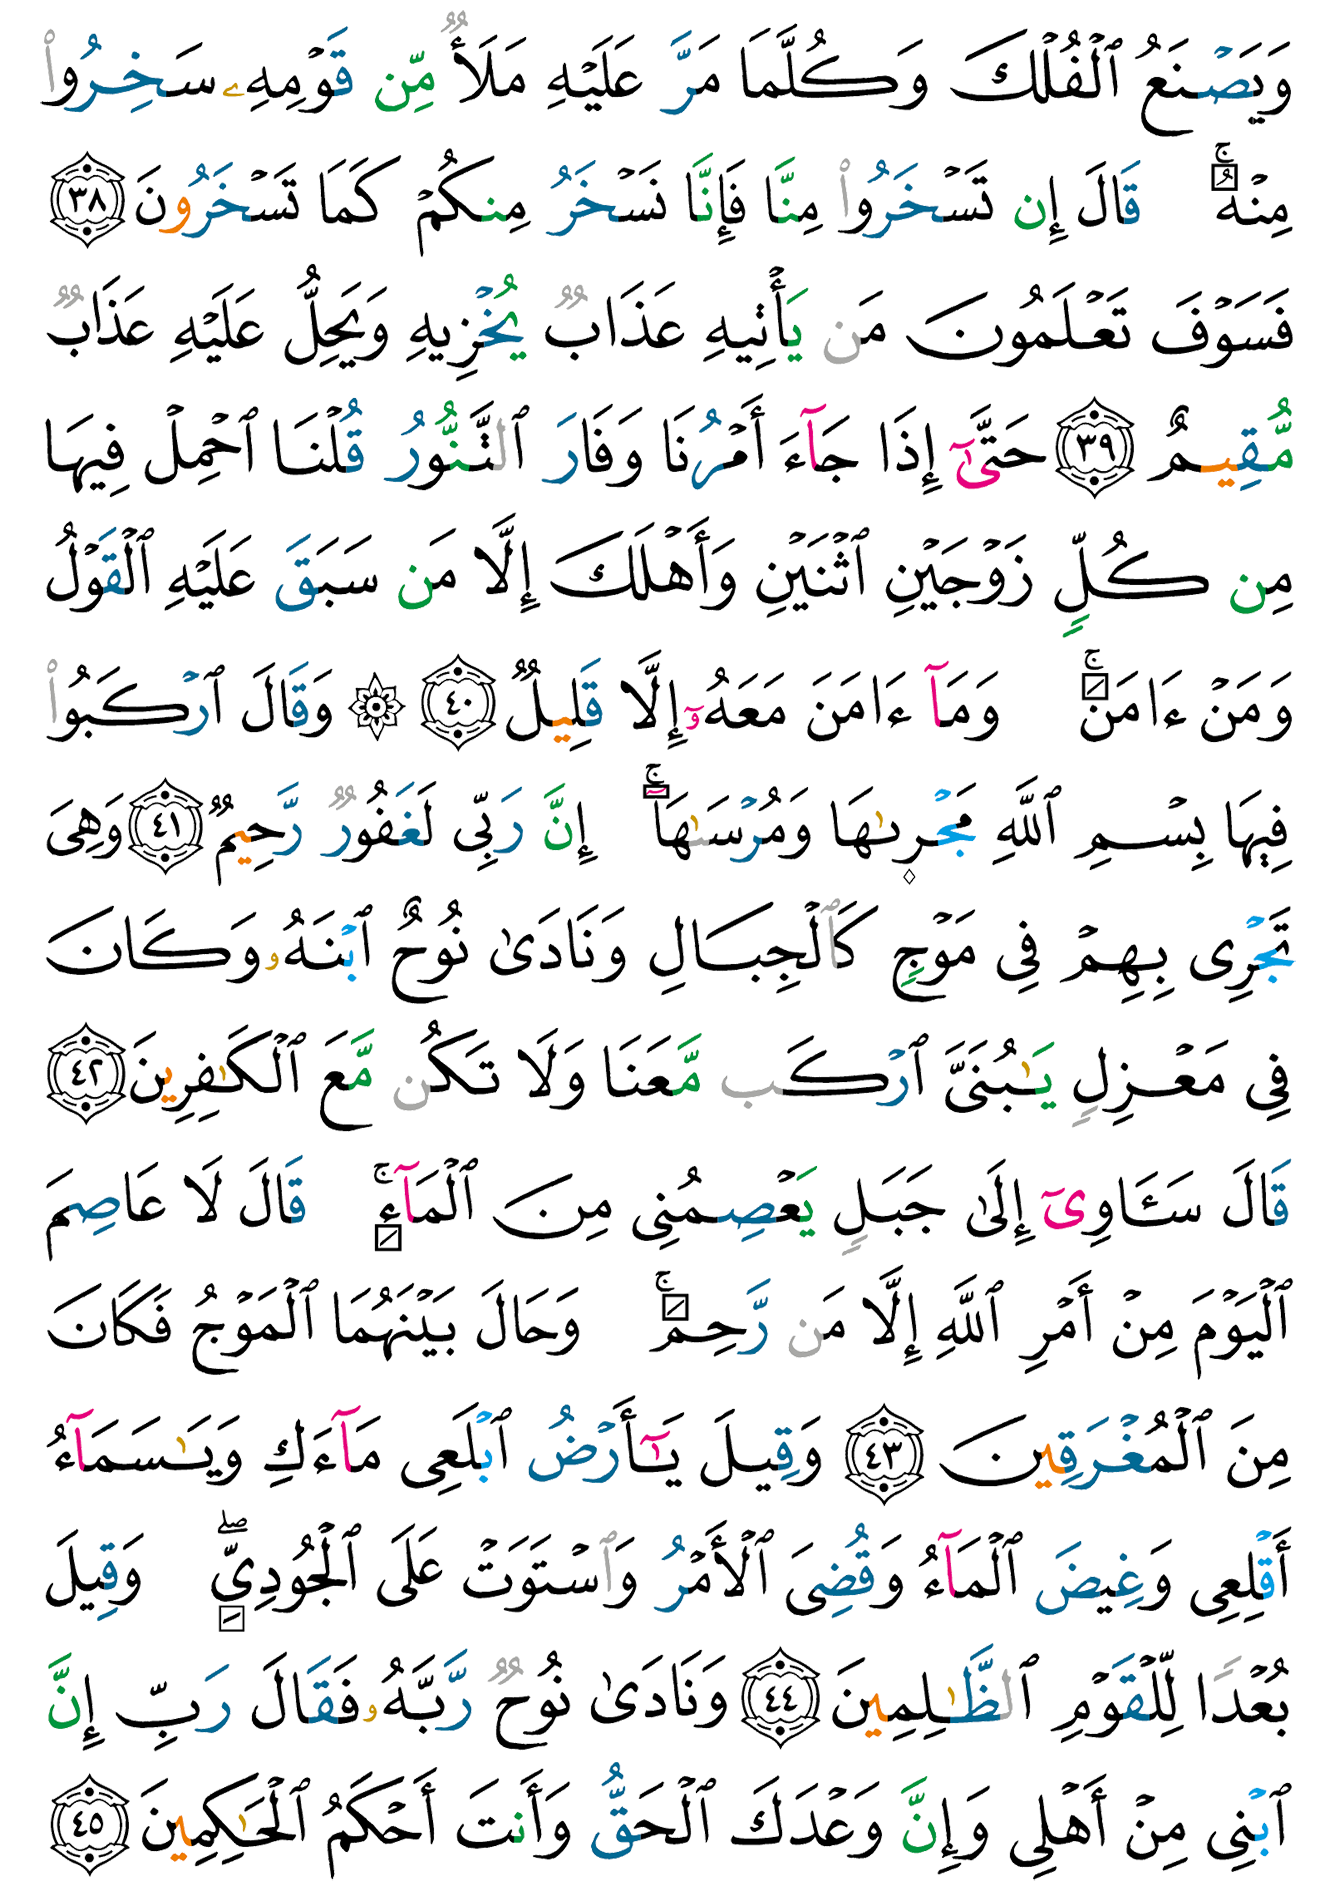 وَيَصۡنَعُ ٱلۡفُلۡكَ وَكُلَّمَا مَرَّ عَلَيۡهِ مَلَأٞ مِّن قَوۡمِهِۦ سَخِرُواْ
مِنۡهُۚ قَالَ إِن تَسۡخَرُواْ مِنَّا فَإِنَّا نَسۡخَرُ مِنكُمۡ كَمَا تَسۡخَرُونَ ٣٨
فَسَوۡفَ تَعۡلَمُونَ مَن يَأۡتِيهِ عَذَابٞ يُخۡزِيهِ وَيَحِلُّ عَلَيۡهِ عَذَابٞ
مُّقِيمٌ ٣٩ حَتَّىٰٓ إِذَا جَآءَ أَمۡرُنَا وَفَارَ ٱلتَّنُّورُ قُلۡنَا ٱحۡمِلۡ فِيهَا
مِن كُلّٖ زَوۡجَيۡنِ ٱثۡنَيۡنِ وَأَهۡلَكَ إِلَّا مَن سَبَقَ عَلَيۡهِ ٱلۡقَوۡلُ
وَمَنۡ ءَامَنَۚ وَمَآ ءَامَنَ مَعَهُۥٓ إِلَّا قَلِيلٞ ٤٠ ۞ وَقَالَ ٱرۡكَبُواْ
فِيهَا بِسۡمِ ٱللَّهِ مَجۡر۪ىٰهَا وَمُرۡسَىٰهَآۚ إِنَّ رَبِّي لَغَفُورٞ رَّحِيمٞ ٤١ وَهِيَ
تَجۡرِي بِهِمۡ فِي مَوۡجٖ كَٱلۡجِبَالِ وَنَادَىٰ نُوحٌ ٱبۡنَهُۥ وَكَانَ
فِي مَعۡزِلٖ يَٰبُنَيَّ ٱرۡكَب مَّعَنَا وَلَا تَكُن مَّعَ ٱلۡكَٰفِرِينَ ٤٢
قَالَ سَـَٔاوِيٓ إِلَىٰ جَبَلٖ يَعۡصِمُنِي مِنَ ٱلۡمَآءِۚ قَالَ لَا عَاصِمَ
ٱلۡيَوۡمَ مِنۡ أَمۡرِ ٱللَّهِ إِلَّا مَن رَّحِمَۚ وَحَالَ بَيۡنَهُمَا ٱلۡمَوۡجُ فَكَانَ
مِنَ ٱلۡمُغۡرَقِينَ ٤٣ وَقِيلَ يَٰٓأَرۡضُ ٱبۡلَعِي مَآءَكِ وَيَٰسَمَآءُ
أَقۡلِعِي وَغِيضَ ٱلۡمَآءُ وَقُضِيَ ٱلۡأَمۡرُ وَٱسۡتَوَتۡ عَلَى ٱلۡجُودِيِّۖ وَقِيلَ
بُعۡدٗا لِّلۡقَوۡمِ ٱلظَّٰلِمِينَ ٤٤ وَنَادَىٰ نُوحٞ رَّبَّهُۥ فَقَالَ رَبِّ إِنَّ
ٱبۡنِي مِنۡ أَهۡلِي وَإِنَّ وَعۡدَكَ ٱلۡحَقُّ وَأَنتَ أَحۡكَمُ ٱلۡحَٰكِمِينَ ٤٥